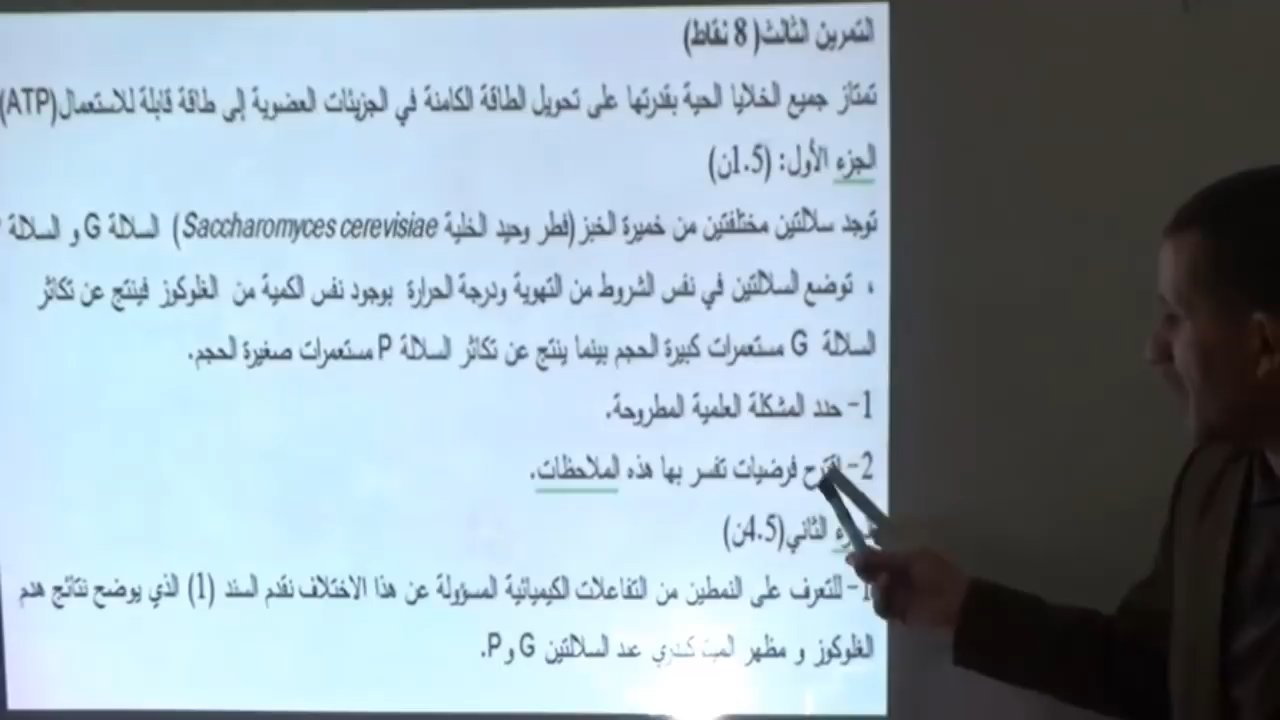 التمرين الثالث( 8 نقاط)
تمتاز جميع الخلايا الحية بقدرتها على تحويل الطاقة الكامنة في الجزيئات العضوية إلى طاقة قابلة للاستعمال(ATP)
الجزء الأول: (1.5ن)
توجد سلالتين مختلفتين من خميرة الخبز(فطر وحيد الخلية Saccharomyces cerevisiae) السلالة G و السلالة
، توضع السلالتين في نفس الشروط من التهوية ودرجة الحرارة بوجود نفس الكمية من الغلوكوز فينتج عن تكاثر
السلالة G مستعمرات كبيرة الحجم بينما ينتج عن تكاثر السلالة P مستعمرات صغيرة الحجم.
1- حدد المشكلة العلمية المطروحة.
2- اقترح فرضيات تفسر بها هذه الملاحظات.
الثاني(4.5ن)
1- للتعرف على النمطين من التفاعلات الكيميائية المسؤولة عن هذا الاختلاف نقدم السند (1) الذي يوضح نتائج هدم
الغلوكوز و مظهر الميتوكندري عند السلالتين G و P.